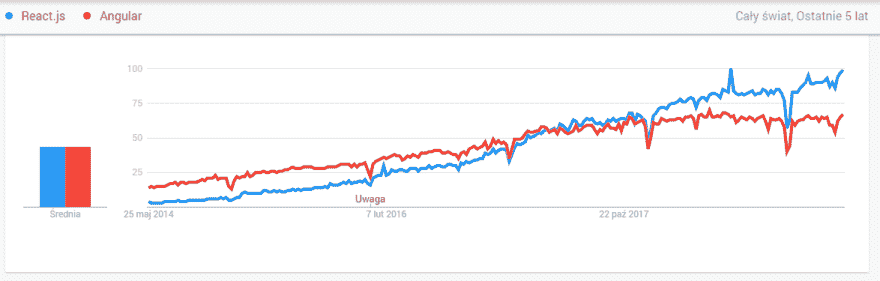 React.js Angular Cały świat, Ostatnie 5 lat
100
75
50
25
Uwaga
Średnia 25 maj 2014 7 lut 2016 22 paź 2017